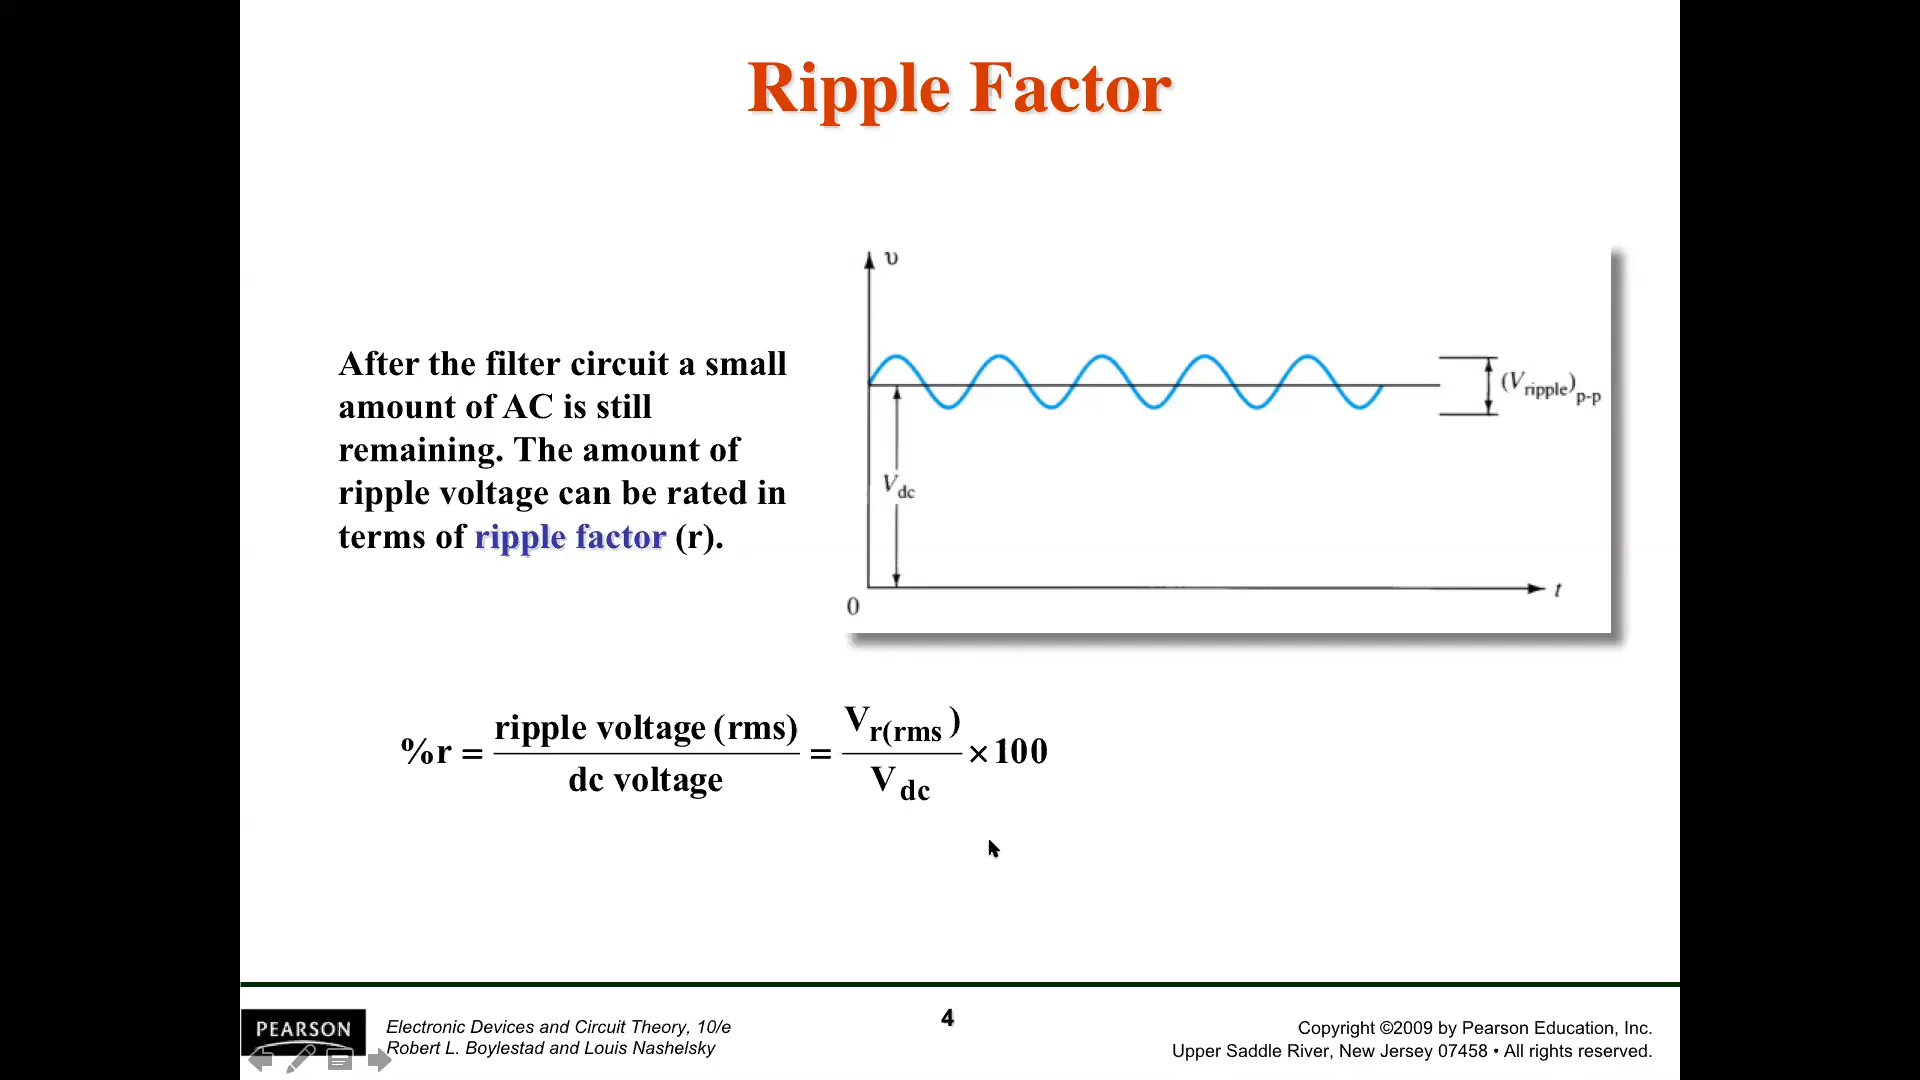 Ripple Factor
After the filter circuit a small
amount of AC is still
remaining. The amount of
ripple voltage can be rated in
terms of ripple factor (r).
υ
(Vripple)p-p
Vdc
0
t
%r = ripple voltage (rms) / dc voltage = Vr(rms) / Vdc ×100
PEARSON
Electronic Devices and Circuit Theory, 10/e
Robert L. Boylestad and Louis Nashelsky
4
Copyright ©2009 by Pearson Education, Inc.
Upper Saddle River, New Jersey 07458 • All rights reserved.